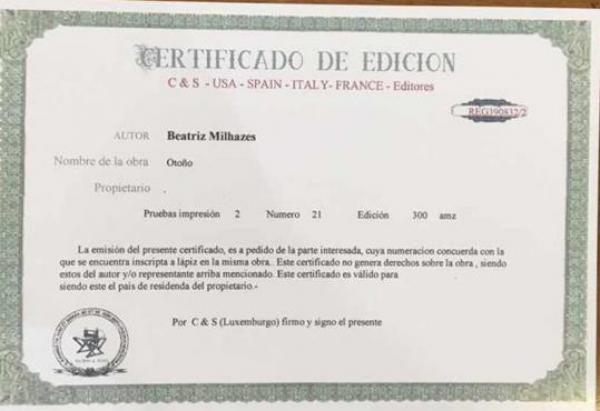 CERTIFICADO DE EDICION
C & S - USA - SPAIN - ITALY- FRANCE - Editores
REG390832/2
AUTOR Beatriz Milhazes
Nombre de la obra Otoño
Propietario .
Pruebas impresión 2 Numero 21 Edición 300 amz
La emisión del presente certificado, es a pedido de la parte interesada, cuya numeracion concuerda con la
que se encuentra inscripta a lápiz en la misma obra.. Este certificado no genera derechos sobre la obra , siendo
estos del autor y/o representante arriba mencionado. Este certificado es válido para
siendo este el pais de residenda del propietario.-
Por C & S (Luxemburgo) firmo y signo el presente